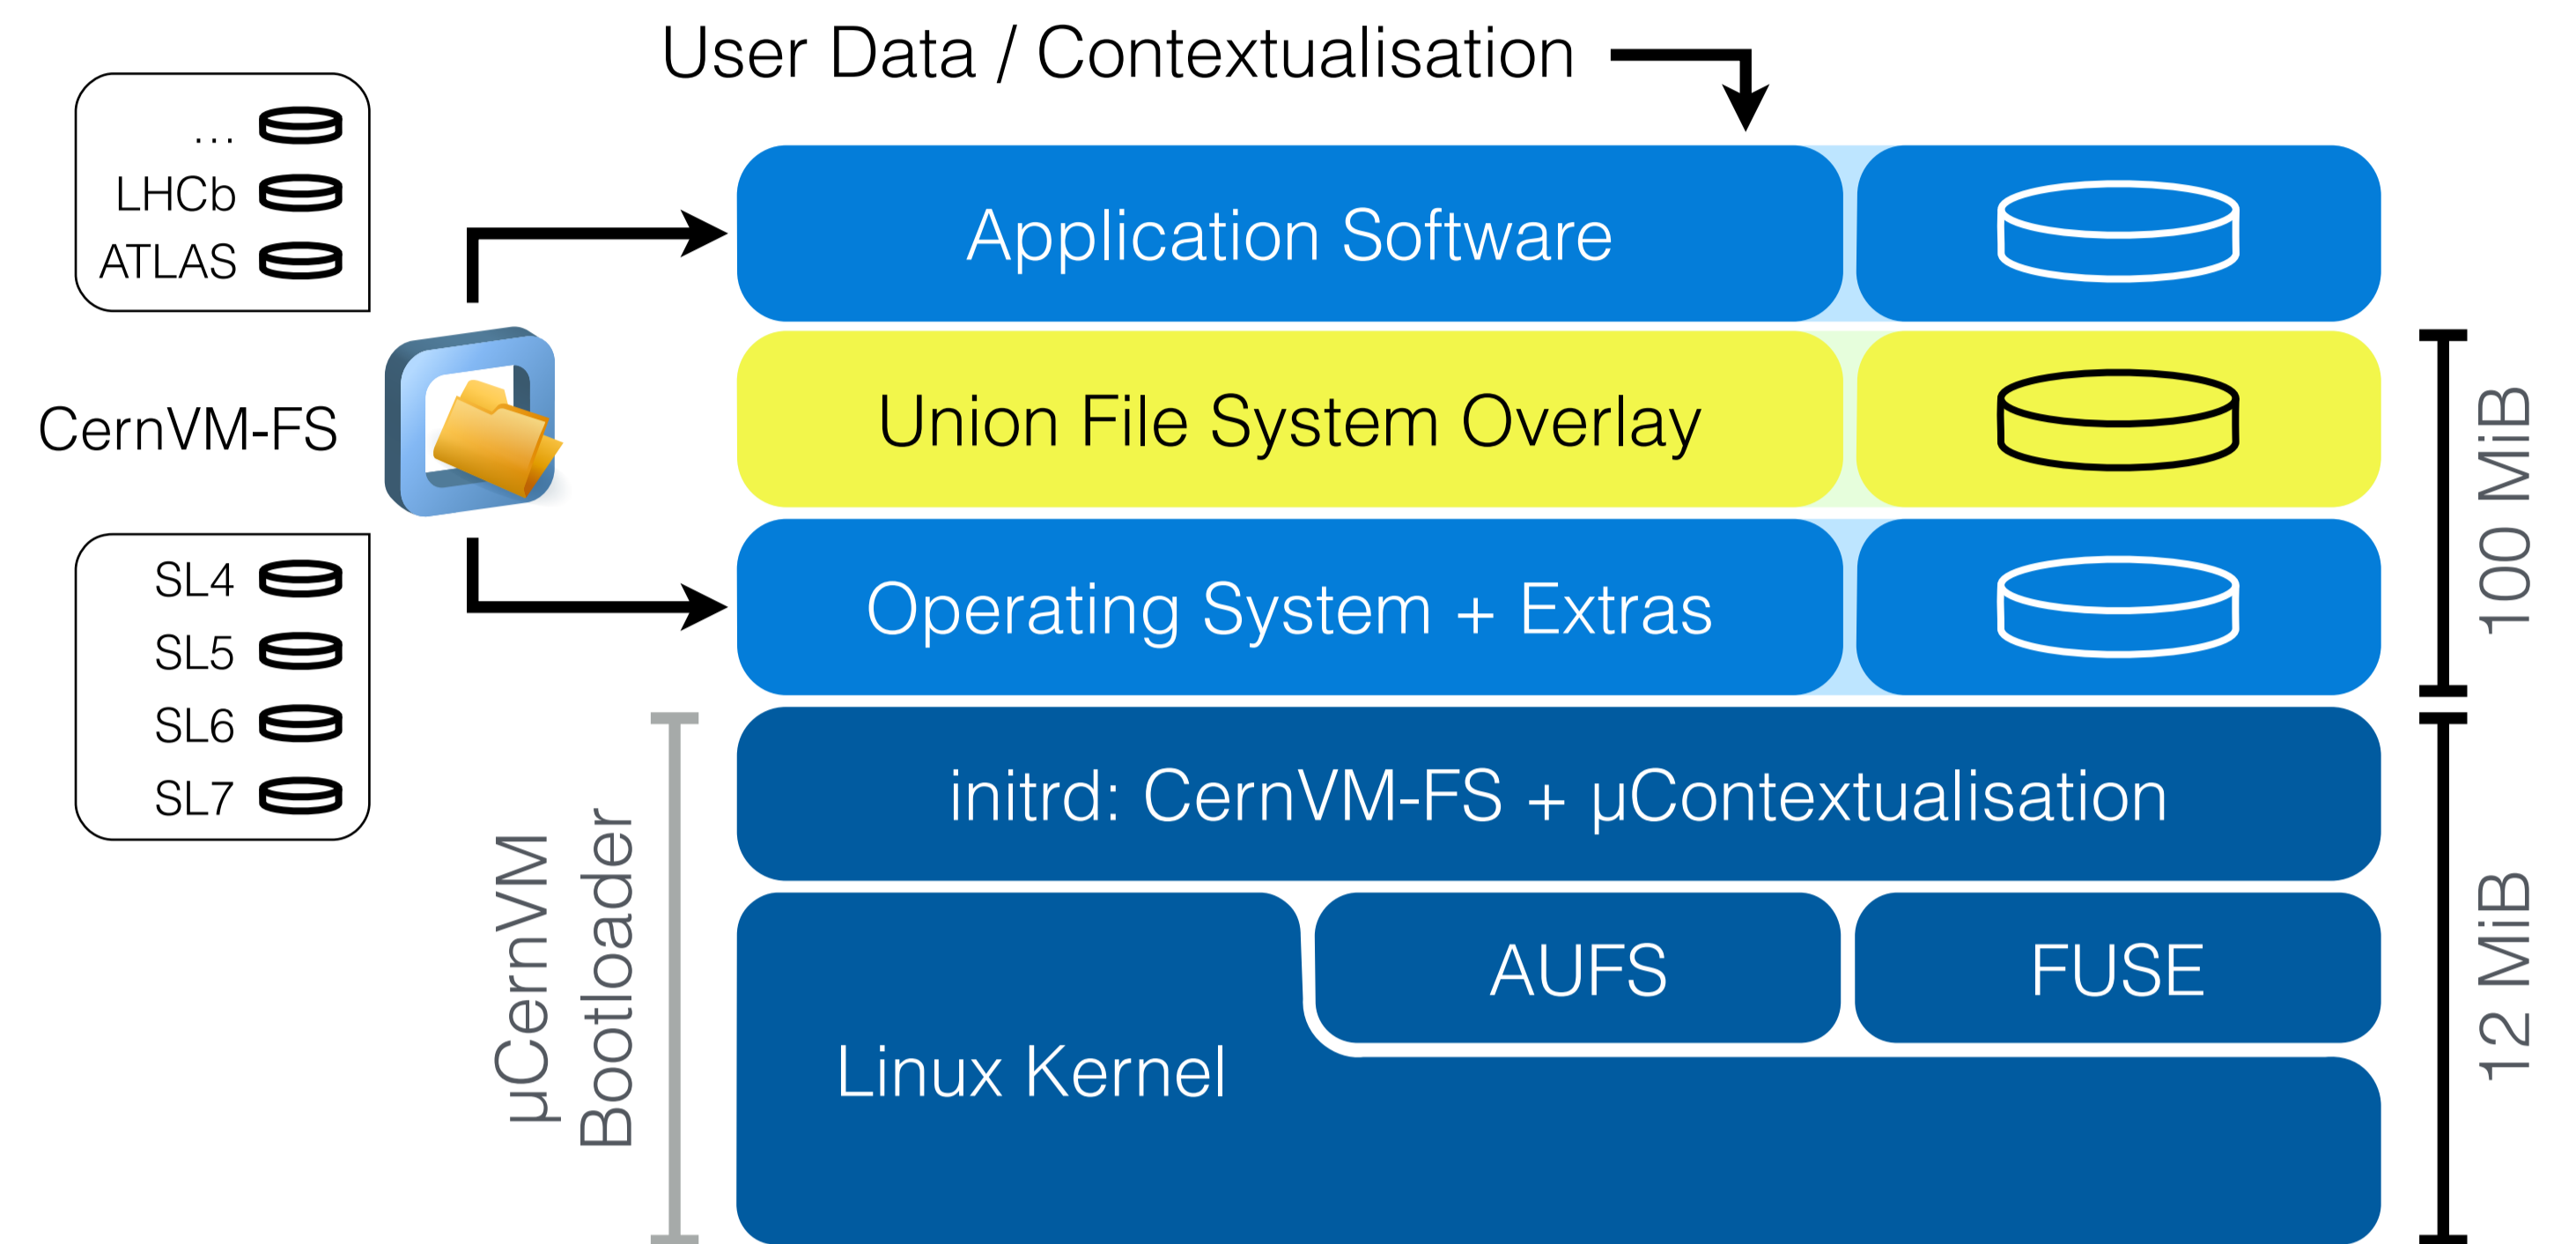 User Data / Contextualisation
...
LHCb
ATLAS
CernVM-FS
SL4
SL5
SL6
SL7
Application Software
Union File System Overlay
Operating System + Extras
initrd: CernVM-FS + µContextualisation
AUFS
FUSE
Linux Kernel
µCernVM
Bootloader
100 MiB
12 MiB